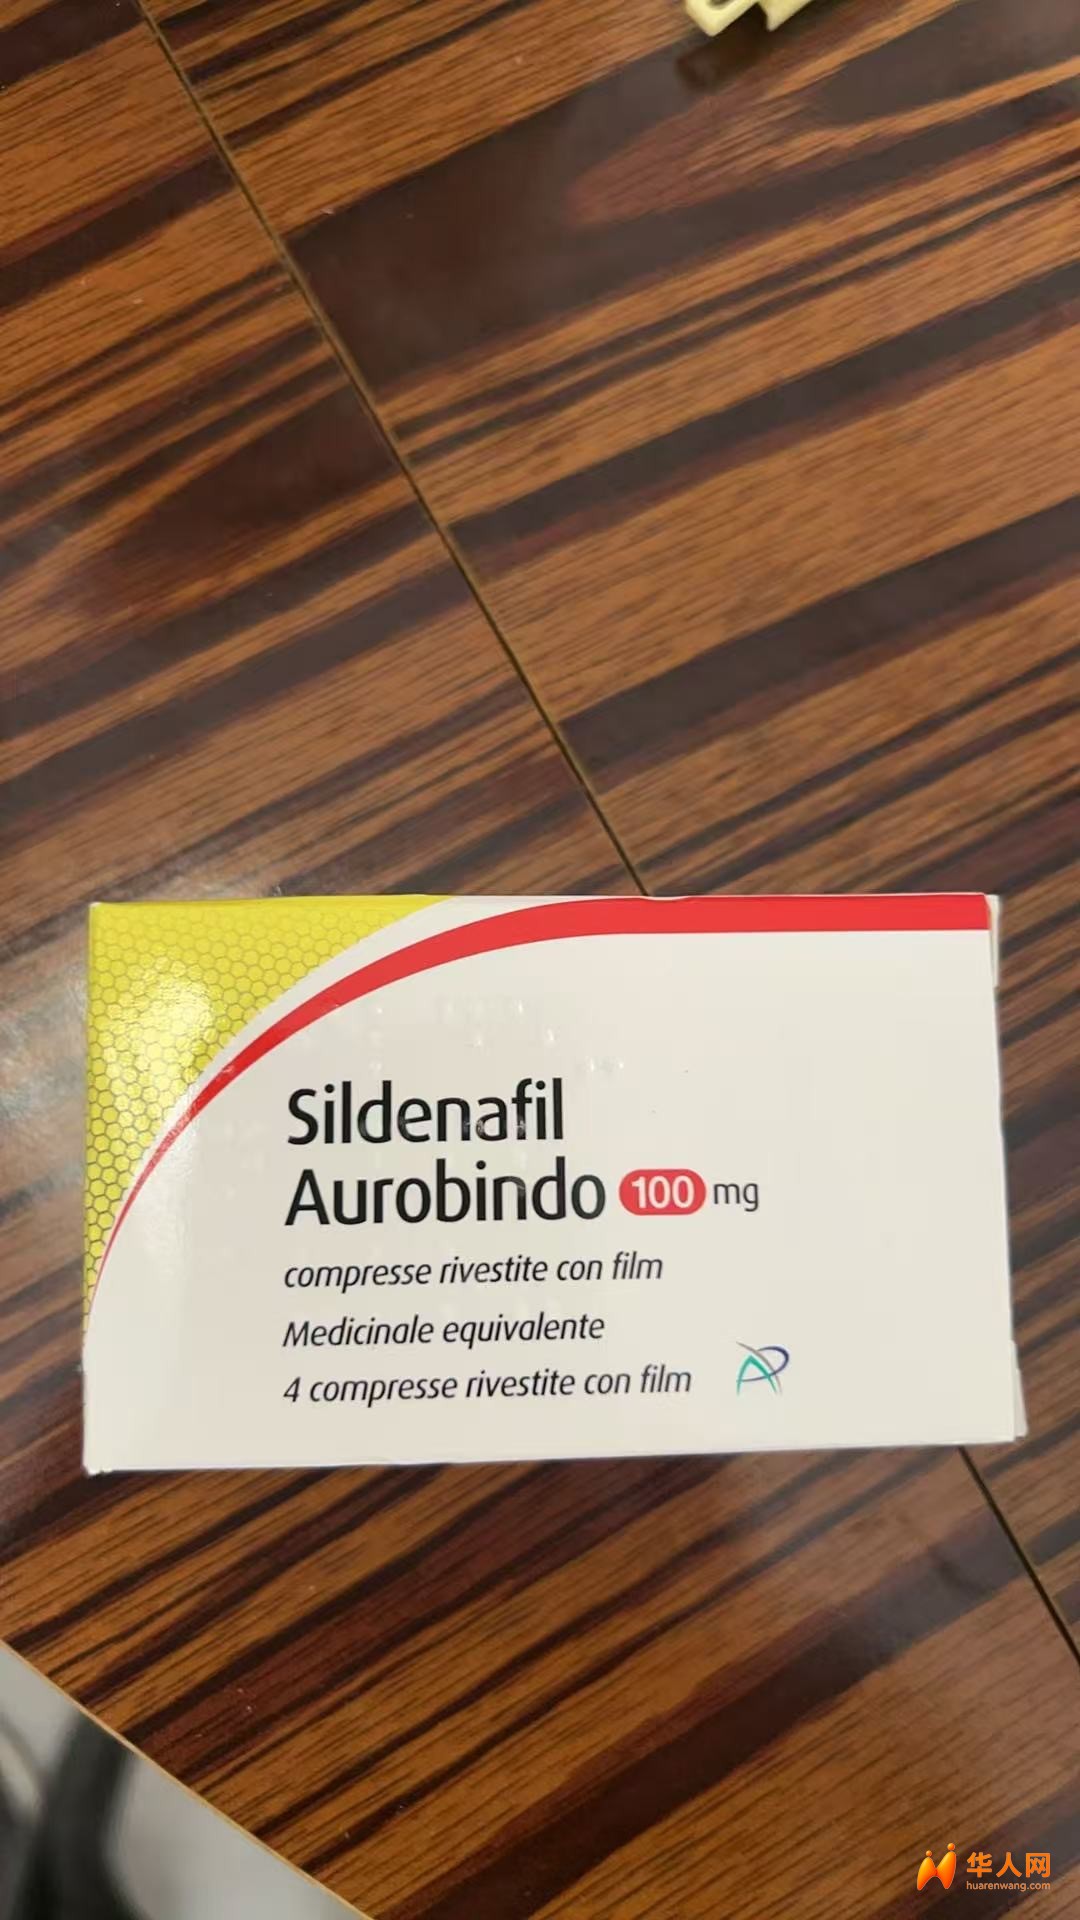 Sildenafil
Aurobindo 100 mg
compresse rivestite con film
Medicinale equivalente
4 compresse rivestite con film
华人网
huarenwang.com